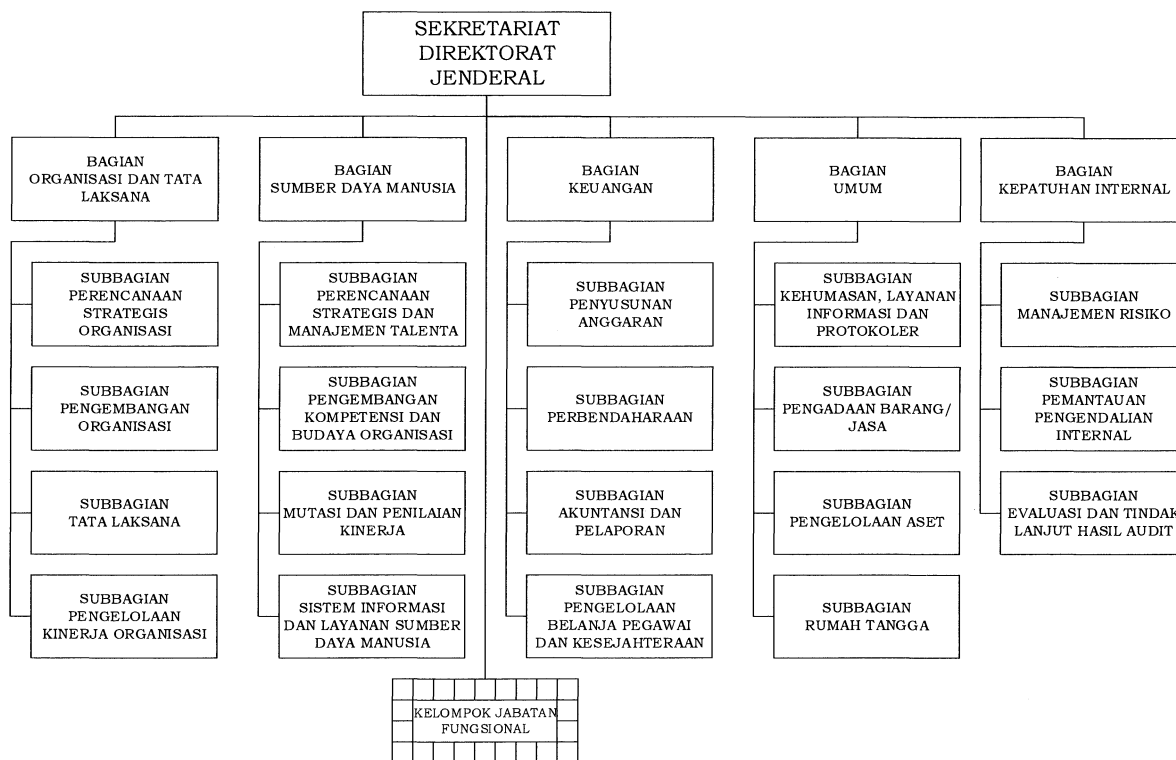 SEKRETARIAT
DIREKTORAT
JENDERAL
BAGIAN
ORGANISASI DAN TATA
LAKSANA
BAGIAN
SUMBER DAYA MANUSIA
BAGIAN
KEUANGAN
BAGIAN
UMUM
BAGIAN
KEPATUHAN INTERNAL
SUBBAGIAN
PERENCANAAN
STRATEGIS
ORGANISASI
SUBBAGIAN
PERENCANAAN
STRATEGIS DAN
MANAJEMEN TALENTA
SUBBAGIAN
PENYUSUNAN
ANGGARAN
SUBBAGIAN
KEHUMASAN, LAYANAN
INFORMASI DAN
PROTOKOLER
SUBBAGIAN
MANAJEMEN RISIKO
SUBBAGIAN
PENGEMBANGAN
ORGANISASI
SUBBAGIAN
PENGEMBANGAN
KOMPETENSI DAN
BUDAYA ORGANISASI
SUBBAGIAN
PERBENDAHARAAN
SUBBAGIAN
PENGADAAN BARANG/
JASA
SUBBAGIAN
PEMANTAUAN
PENGENDALIAN
INTERNAL
SUBBAGIAN
TATA LAKSANA
SUBBAGIAN
MUTASI DAN PENILAIAN
KINERJA
SUBBAGIAN
AKUNTANSI DAN
PELAPORAN
SUBBAGIAN
PENGELOLAAN ASET
SUBBAGIAN
EVALUASI DAN TINDAK
LANJUT HASIL AUDIT
SUBBAGIAN
PENGELOLAAN
KINERJA ORGANISASI
SUBBAGIAN
SISTEM INFORMASI
DAN LAYANAN SUMBER
DAYA MANUSIA
SUBBAGIAN
PENGELOLAAN
BELANJA PEGAWAI
DAN KESEJAHTERAAN
SUBBAGIAN
RUMAH TANGGA
KELOMPOK JABATAN
FUNGSIONAL